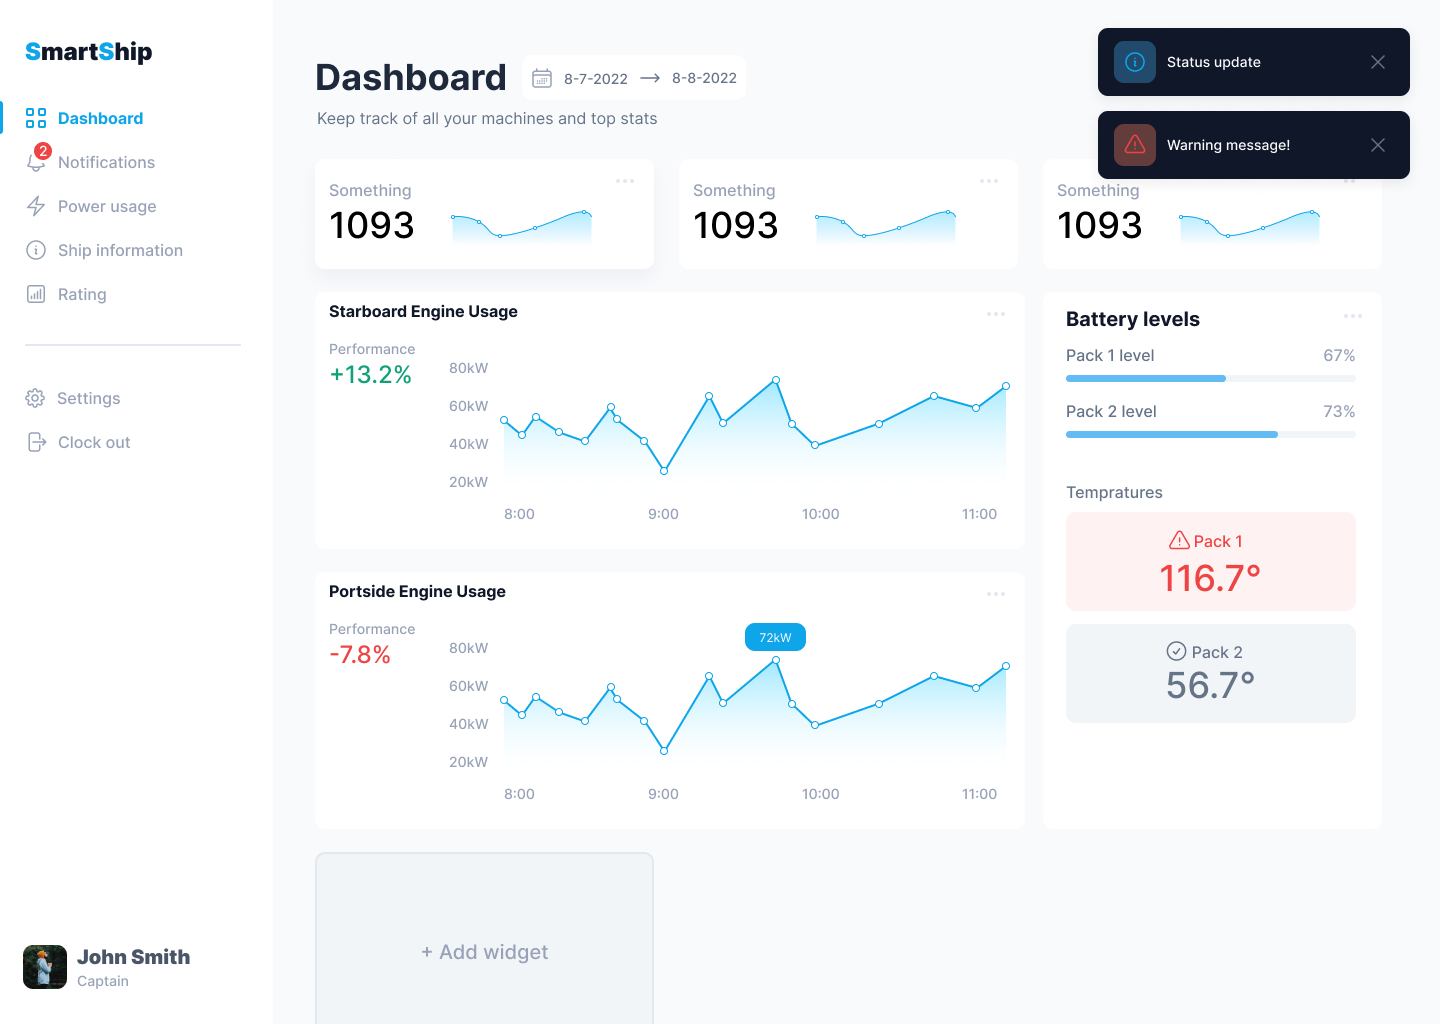 SmartShip
Dashboard
2
Notifications
Power usage
Ship information
Rating
Settings
Clock out
John Smith
Captain
Dashboard
8-7-2022
8-8-2022
Keep track of all your machines and top stats
Status update
Warning message!
Something
1093
Something
1093
Something
1093
Starboard Engine Usage
Performance
+13.2%
80kW
60kW
40kW
20kW
8:00 9:00 10:00 11:00
Portside Engine Usage
Performance
-7.8%
72kW
80kW
60kW
40kW
20kW
8:00 9:00 10:00 11:00
Battery levels
Pack 1 level 67%
Pack 2 level 73%
Tempratures
Pack 1
116.7°
Pack 2
56.7°
+ Add widget